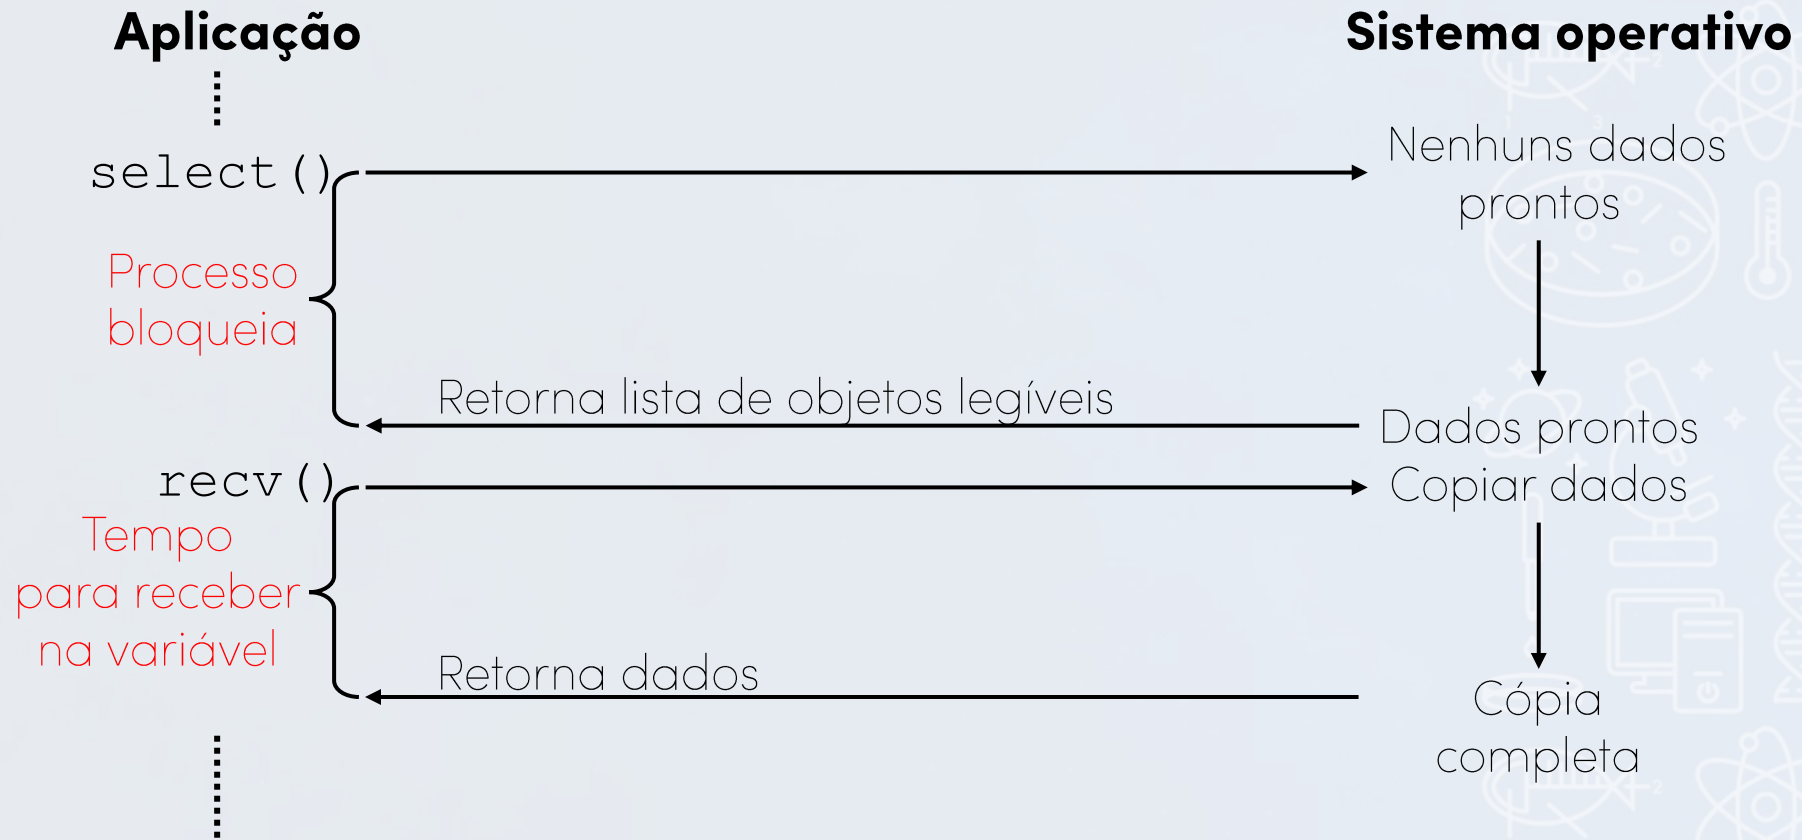 Aplicação
Sistema operativo
select()
Nenhuns dados
prontos
Processo
bloqueia
Retorna lista de objetos legíveis
Dados prontos
recv()
Copiar dados
Tempo
para receber
na variável
Retorna dados
Cópia
completa